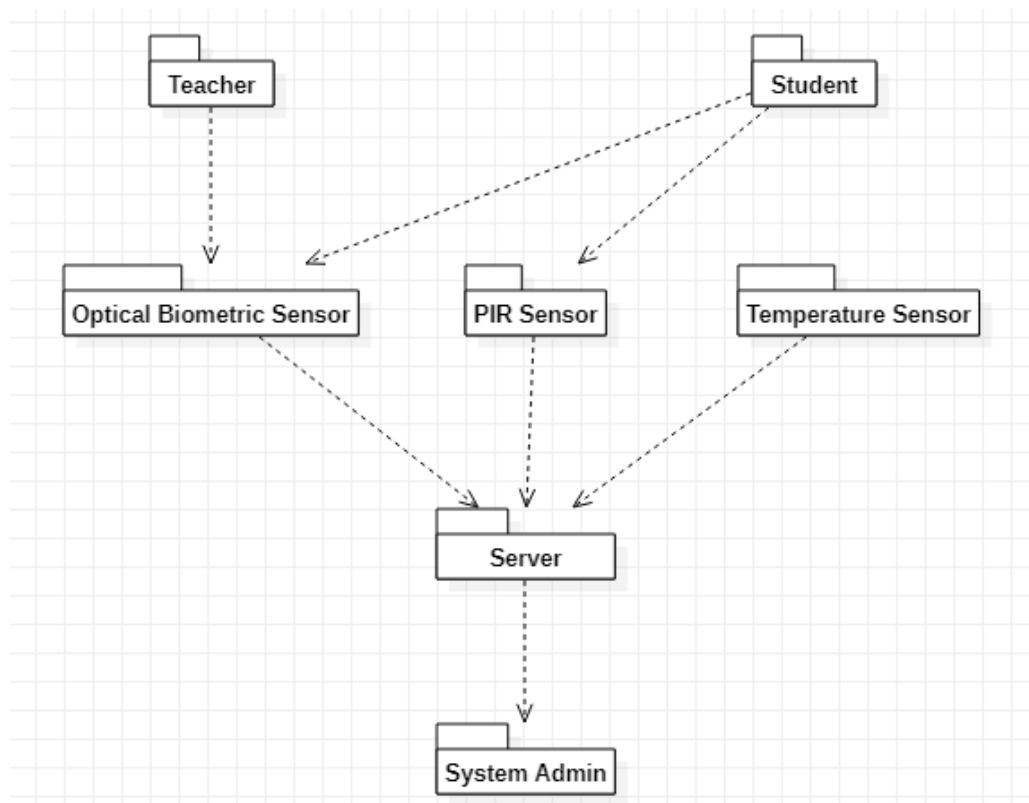 Teacher
Student
Optical Biometric Sensor
PIR Sensor
Temperature Sensor
Server
System Admin